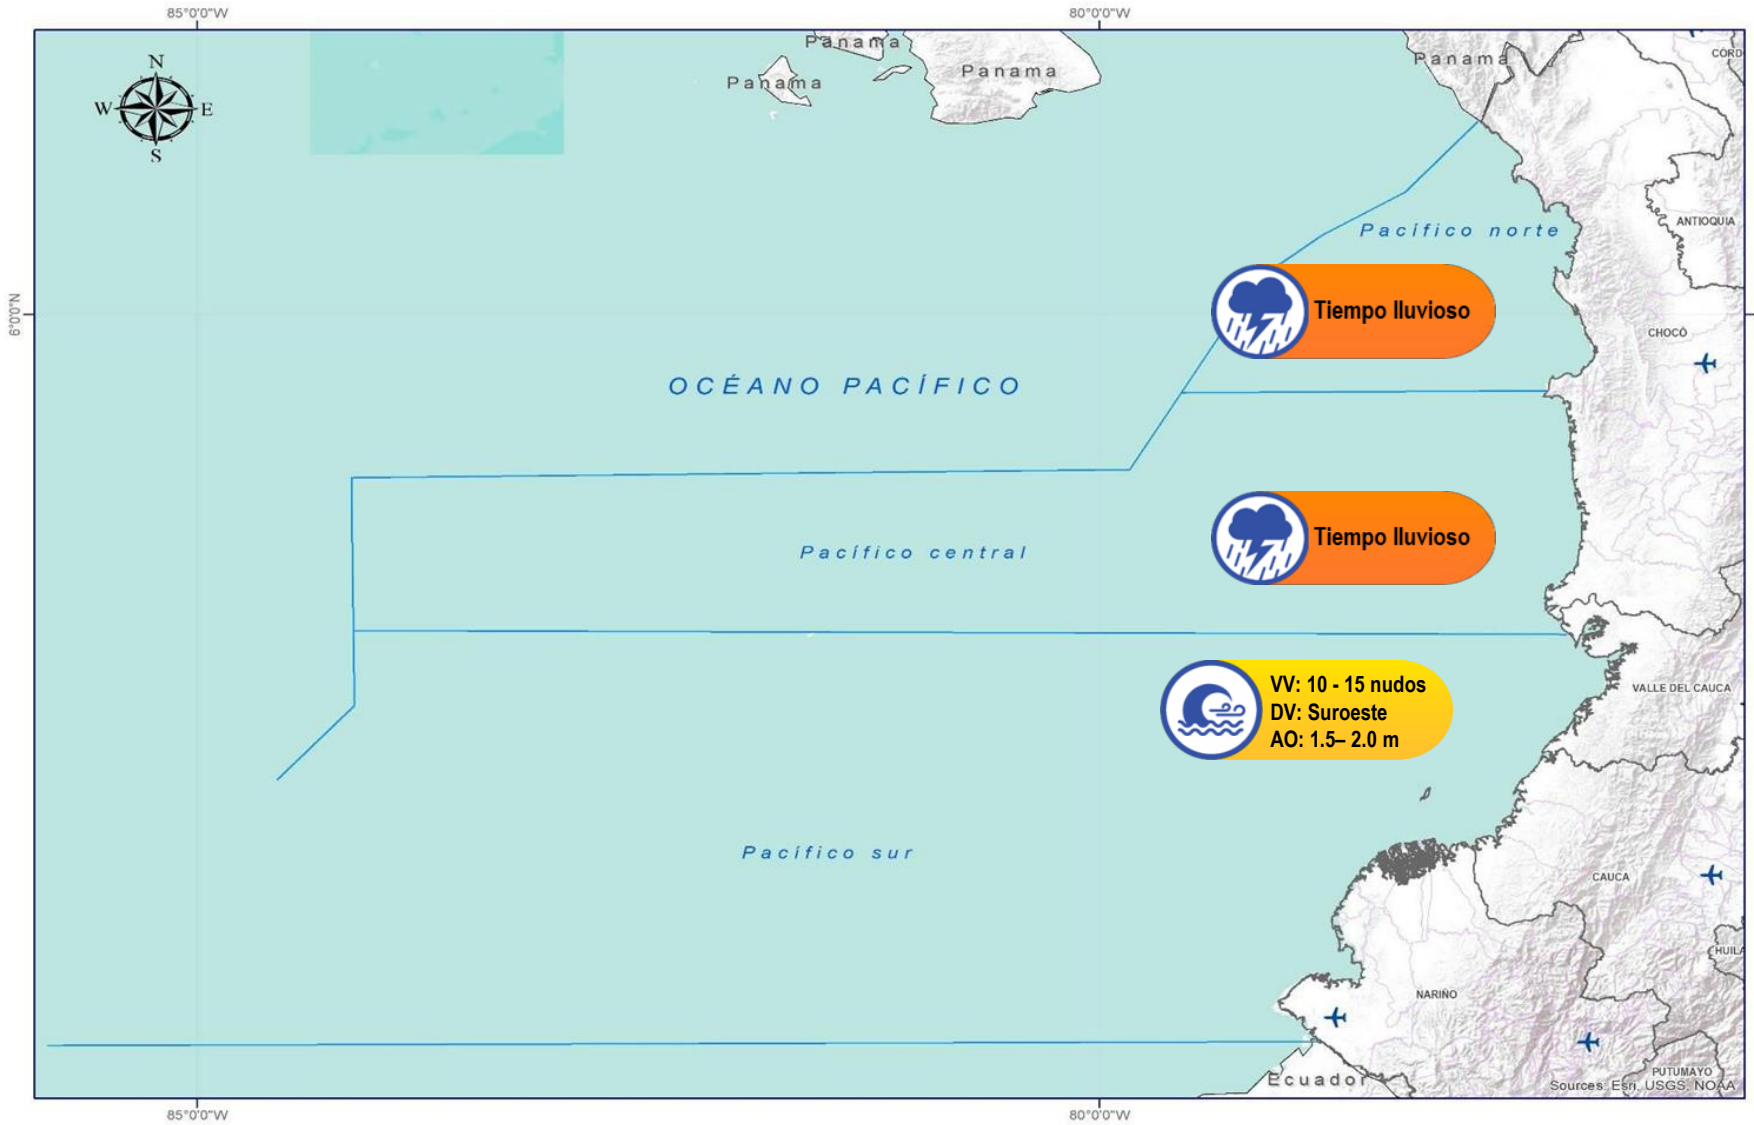 85°0'0"W
80°0'0"W
Panama
Panama
Panama
Panama
CÓRD
N
W
E
S
ANTIOQUIA
Pacífico norte
6°0'0"N
Tiempo lluvioso
CHOCÓ
OCÉANO PACÍFICO
Tiempo lluvioso
Pacífico central
VV: 10 - 15 nudos
DV: Suroeste
AO: 1.5– 2.0 m
VALLE DEL CAUCA
Pacífico sur
CAUCA
HUILA
NARIÑO
Ecuador
PUTUMAYO
Sources: Esri, USGS, NOAA
85°0'0"W
80°0'0"W